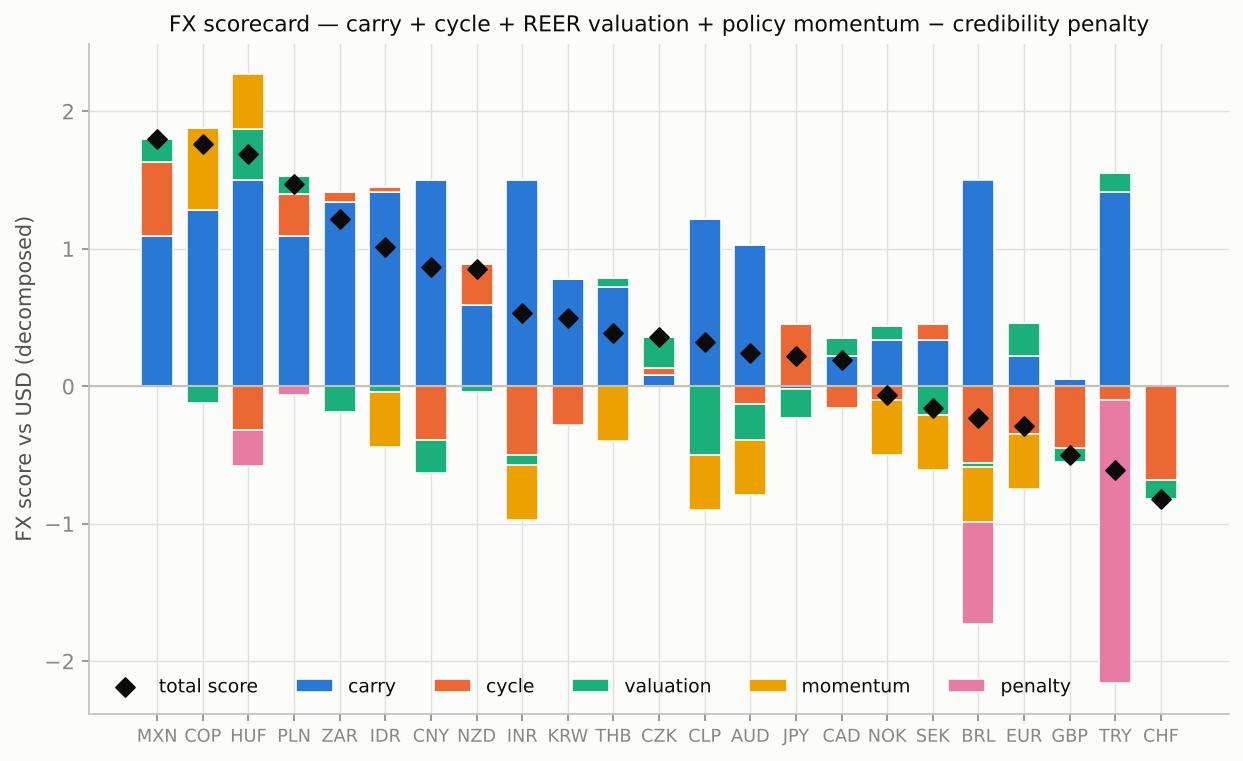 FX scorecard — carry + cycle + REER valuation + policy momentum − credibility penalty
FX score vs USD (decomposed)
2
1
0
−1
−2
total score carry cycle valuation momentum penalty
MXN COP HUF PLN ZAR IDR CNY NZD INR KRW THB CZK CLP AUD JPY CAD NOK SEK BRL EUR GBP TRY CHF